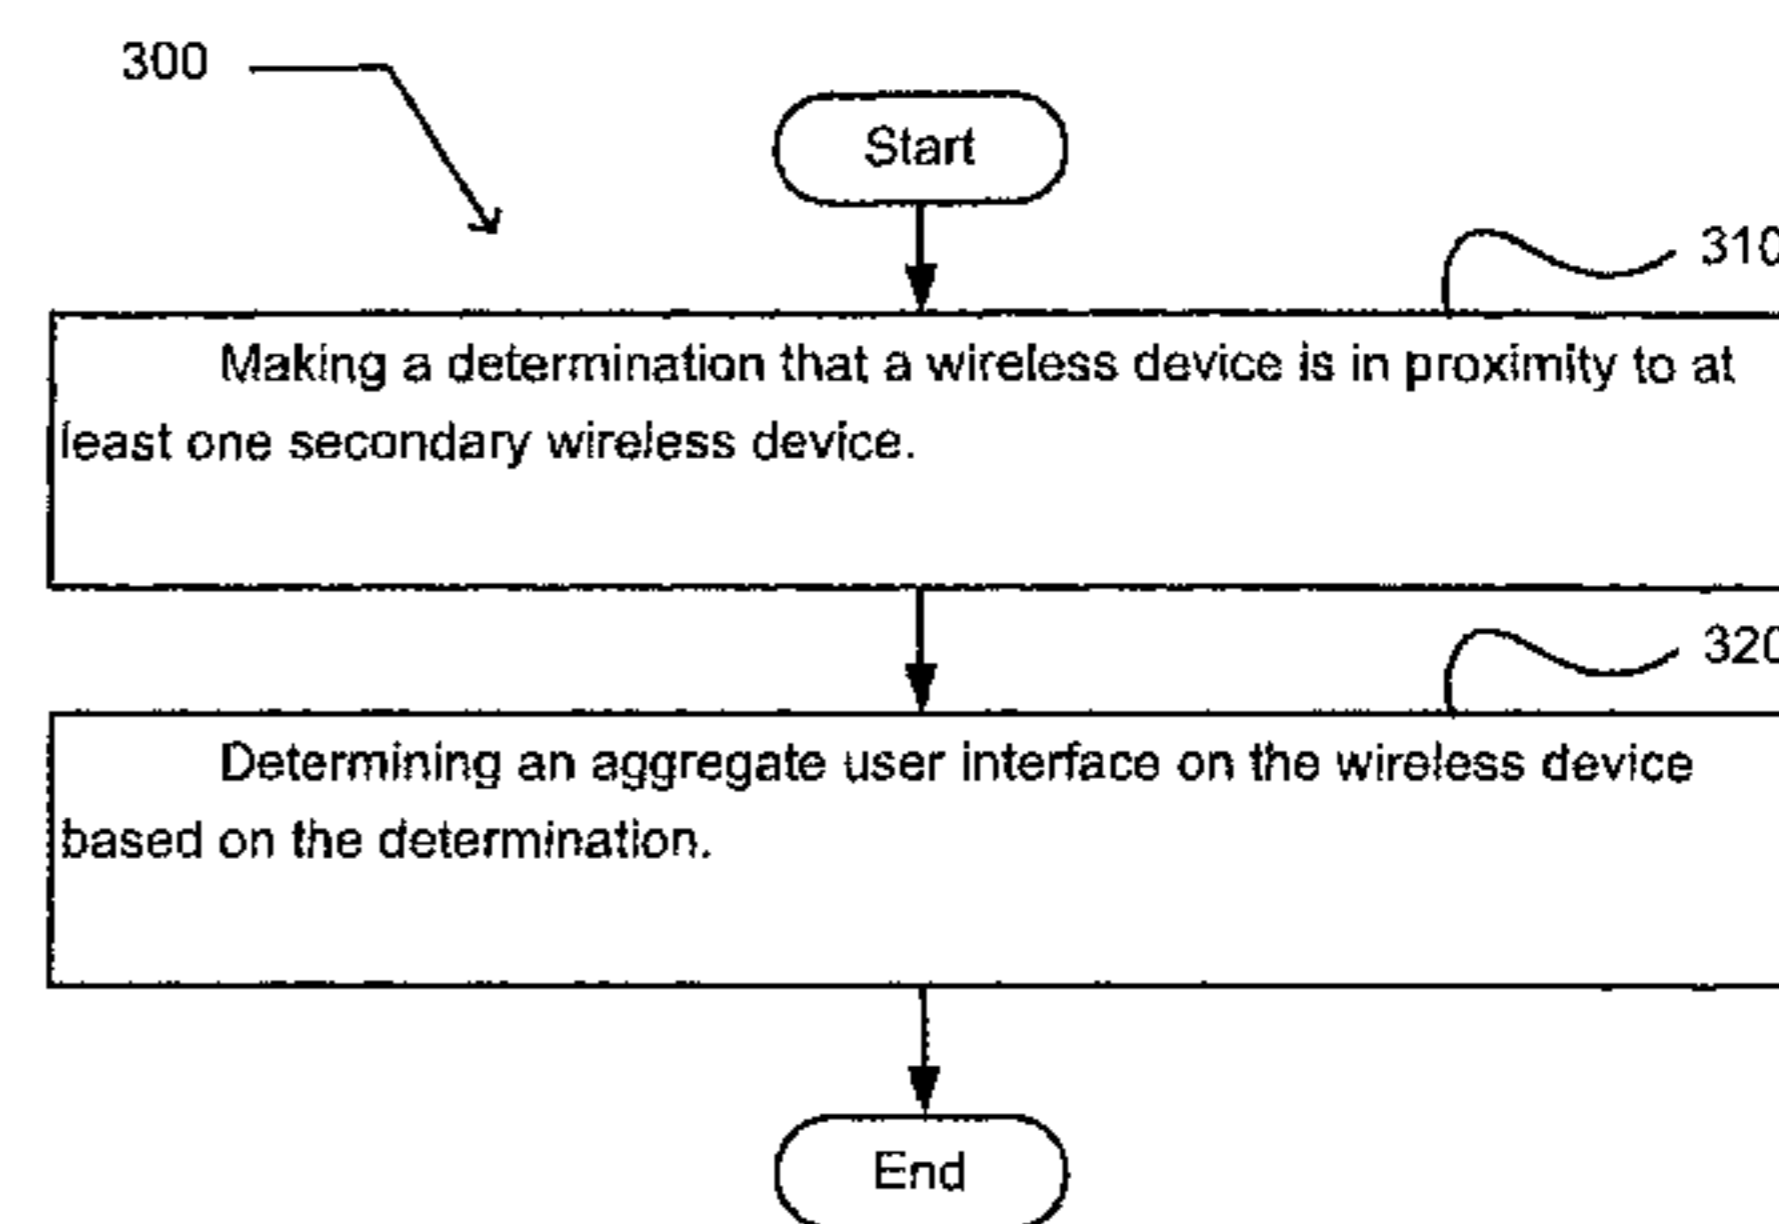 300
Start
310
Making a determination that a wireless device is in proximity to at
least one secondary wireless device.
320
Determining an aggregate user interface on the wireless device
based on the determination.
End